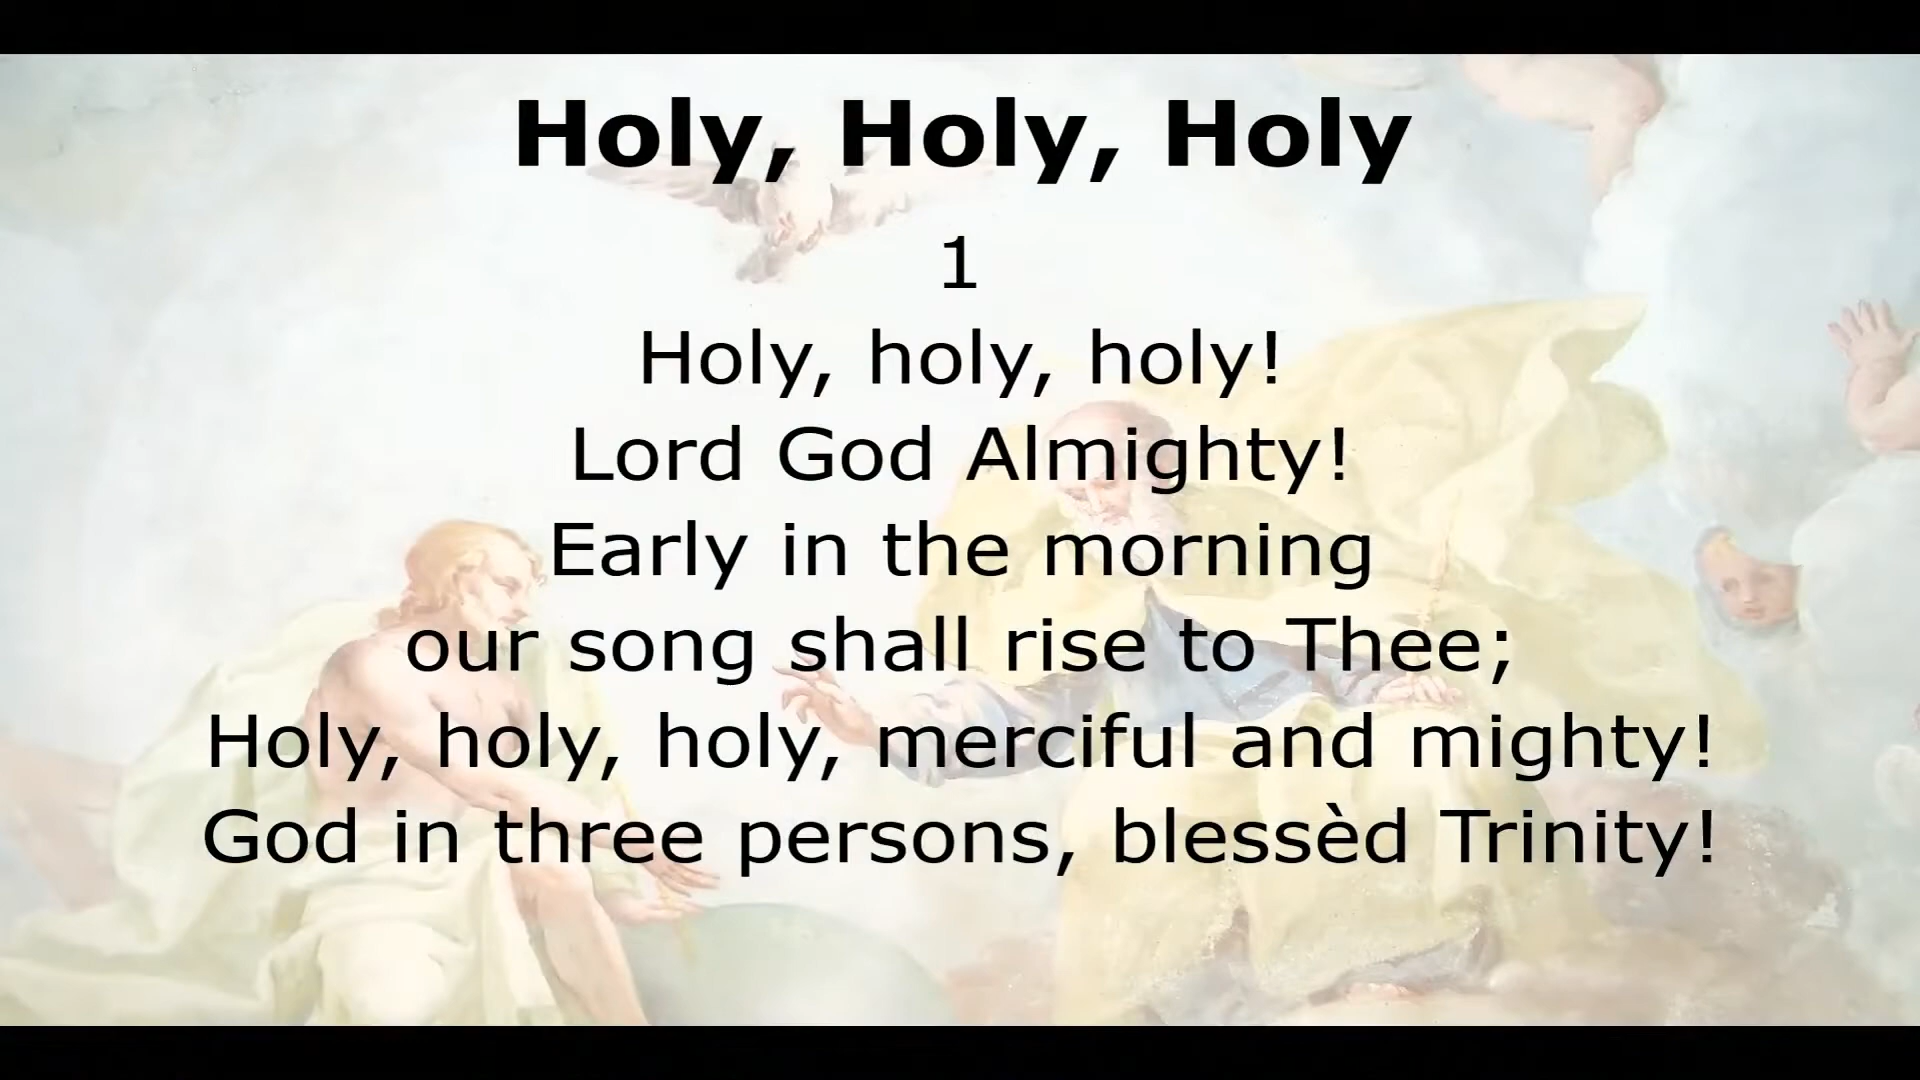 Holy, Holy, Holy
1
Holy, holy, holy!
Lord God Almighty!
Early in the morning
our song shall rise to Thee;
Holy, holy, holy, merciful and mighty!
God in three persons, blessèd Trinity!